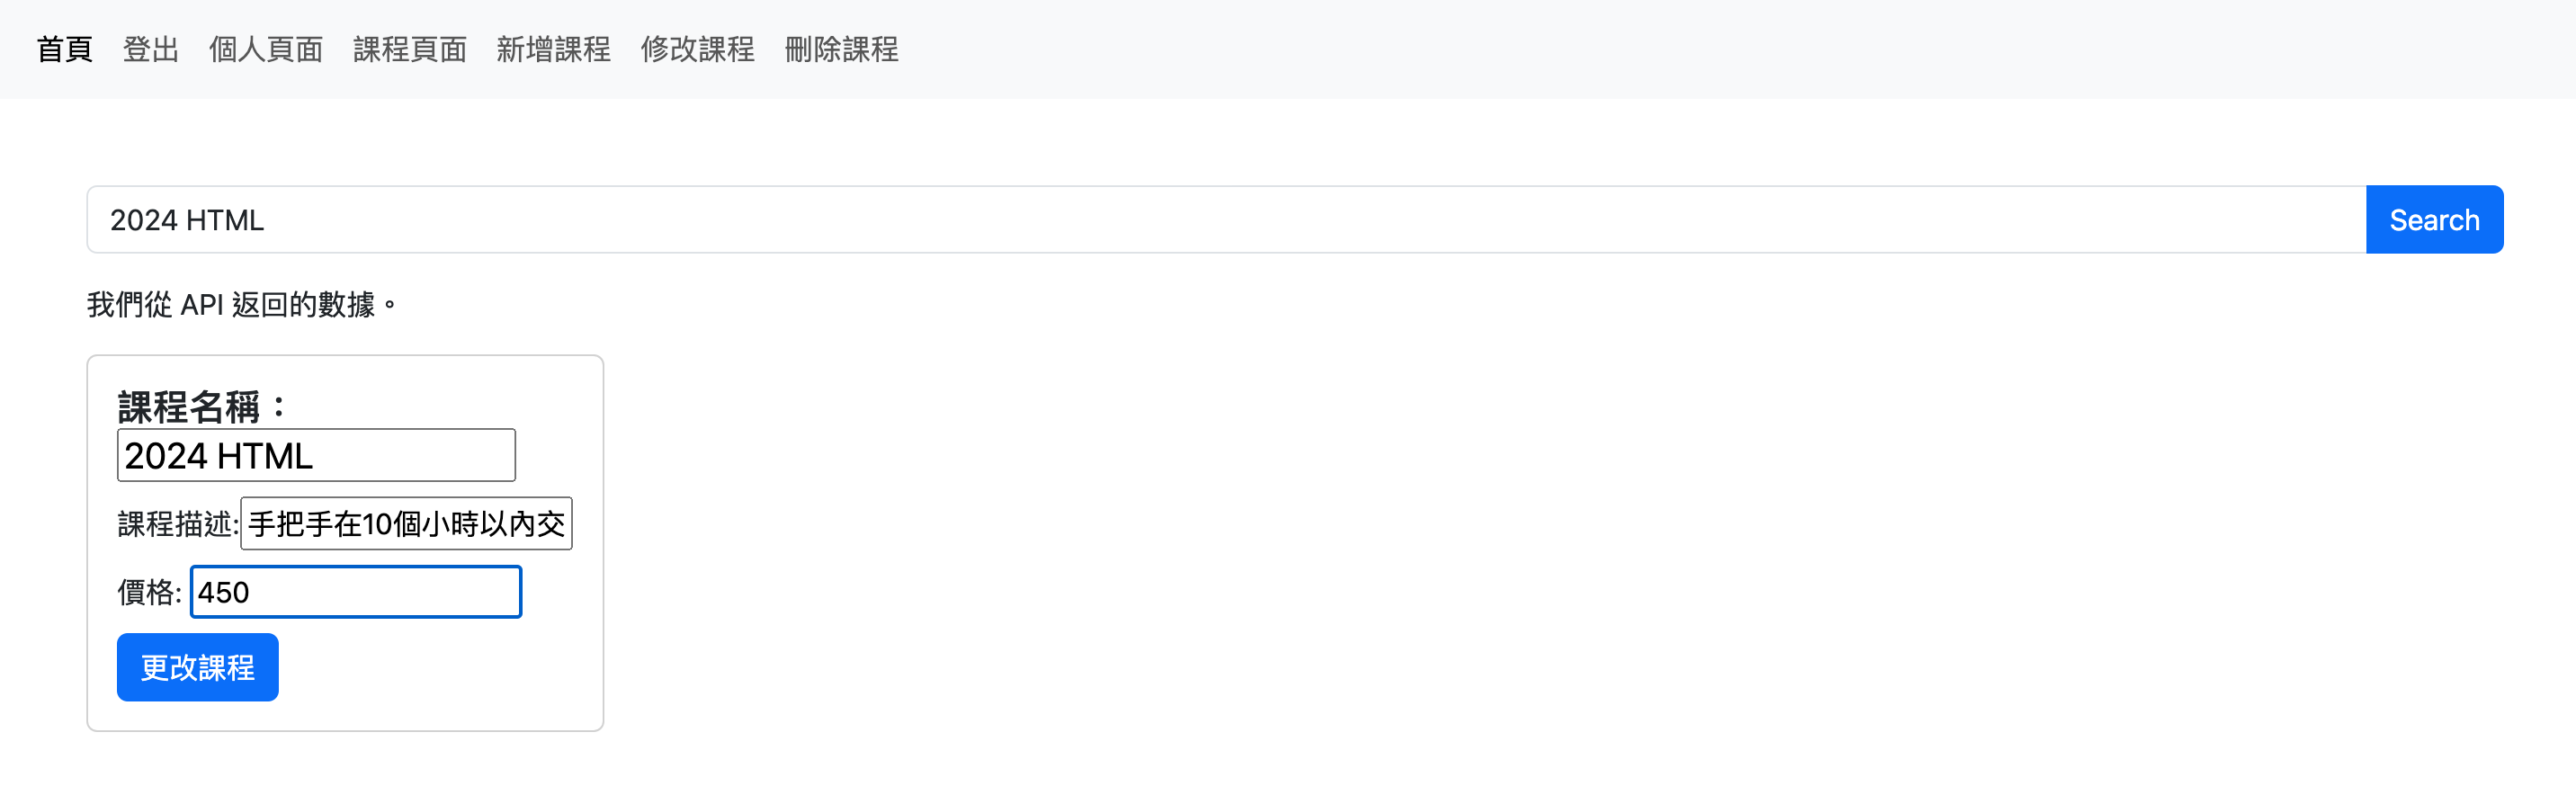 首頁 登出 個人頁面 課程頁面 新增課程 修改課程 刪除課程
2024 HTML Search
我們從 API 返回的數據。
課程名稱：
2024 HTML
課程描述: 手把手在10個小時以內交
價格: 450
更改課程